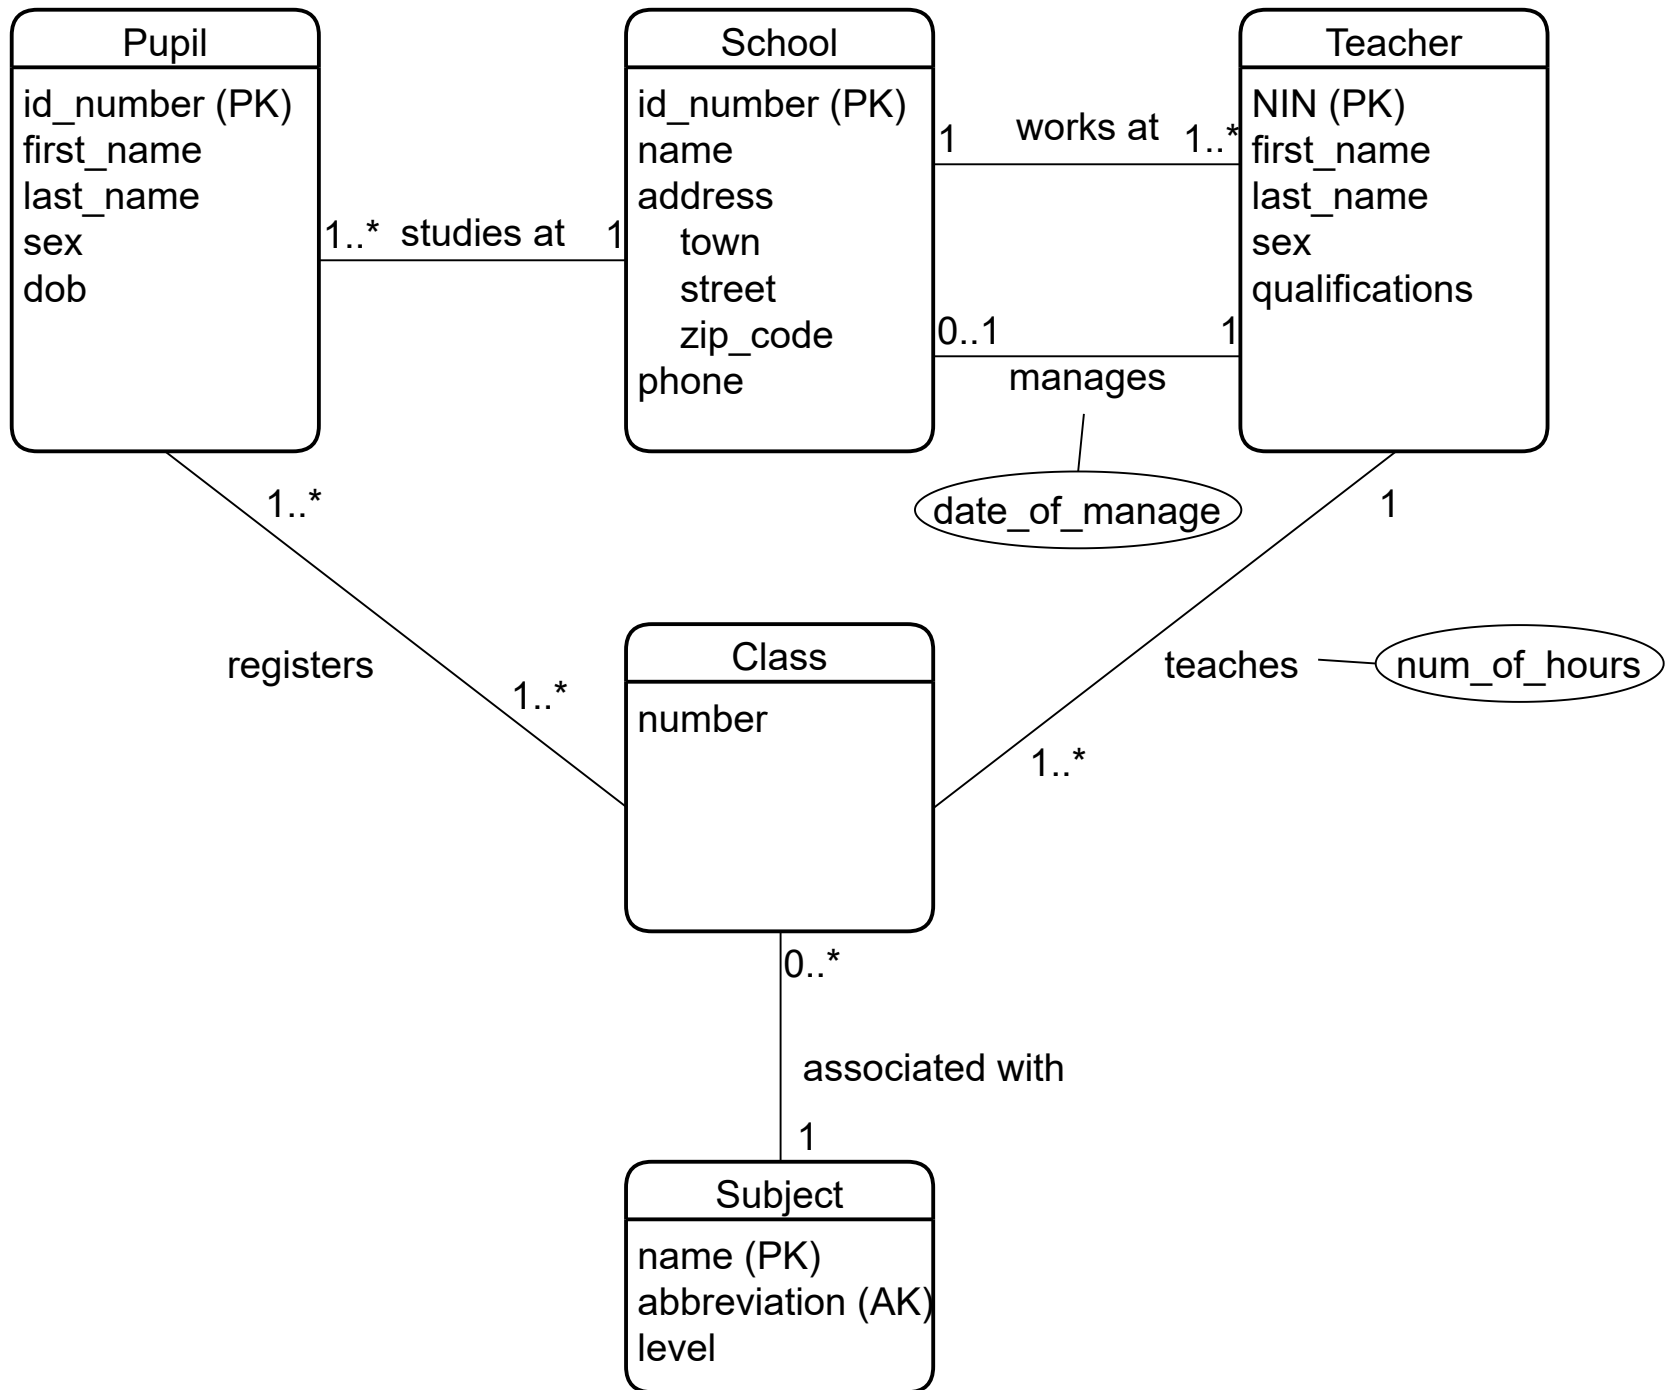 Pupil
id_number (PK)
first_name
last_name
sex
dob
1..* studies at 1
School
id_number (PK)
name
address
town
street
zip_code
phone
1 works at 1..*
0..1 1
manages
date_of_manage
Teacher
NIN (PK)
first_name
last_name
sex
qualifications
1..*
registers
1..*
1
teaches
num_of_hours
1..*
Class
number
0..*
associated with
1
Subject
name (PK)
abbreviation (AK)
level